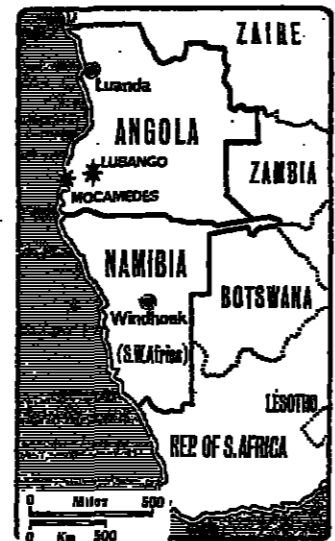 ZAIRE
Luanda
ANGOLA
LUBANGO
ZAMBIA
MOCAMEDES
NAMIBIA
BOTSWANA
Windhoek
(S.W.Africa)
LESOTHO
REP OF S. AFRICA
0 Miles 500
0 Km 500